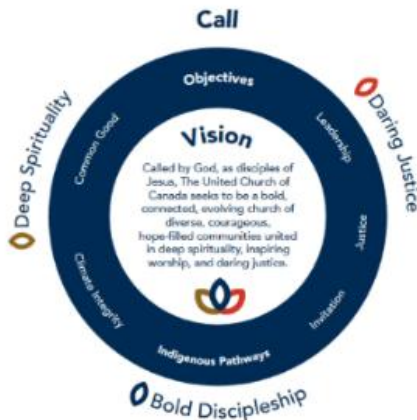 Call
Deep Spirituality
Daring Justice
Bold Discipleship
Objectives
Common Good
Leadership
Justice
Invitation
Indigenous Pathways
Climate Integrity
Vision
Called by God, as disciples of
Jesus, The United Church of
Canada seeks to be a bold,
connected, evolving church of
diverse, courageous,
hope-filled communities united
in deep spirituality, inspiring
worship, and daring justice.